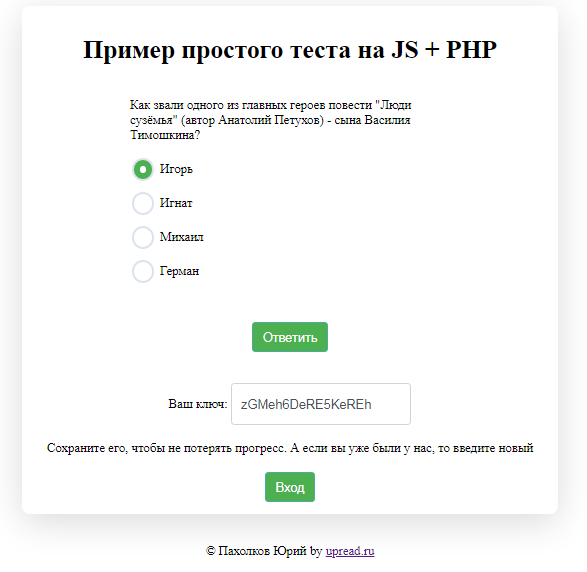 Пример простого теста на JS + PHP
Как звали одного из главных героев повести "Люди
сузёмья" (автор Анатолий Петухов) - сына Василия
Тимошкина?
Игорь
Игнат
Михаил
Герман
Ответить
Ваш ключ: zGMeh6DeRE5KeREh
Сохраните его, чтобы не потерять прогресс. А если вы уже были у нас, то введите новый
Вход
© Пахолков Юрий by upread.ru